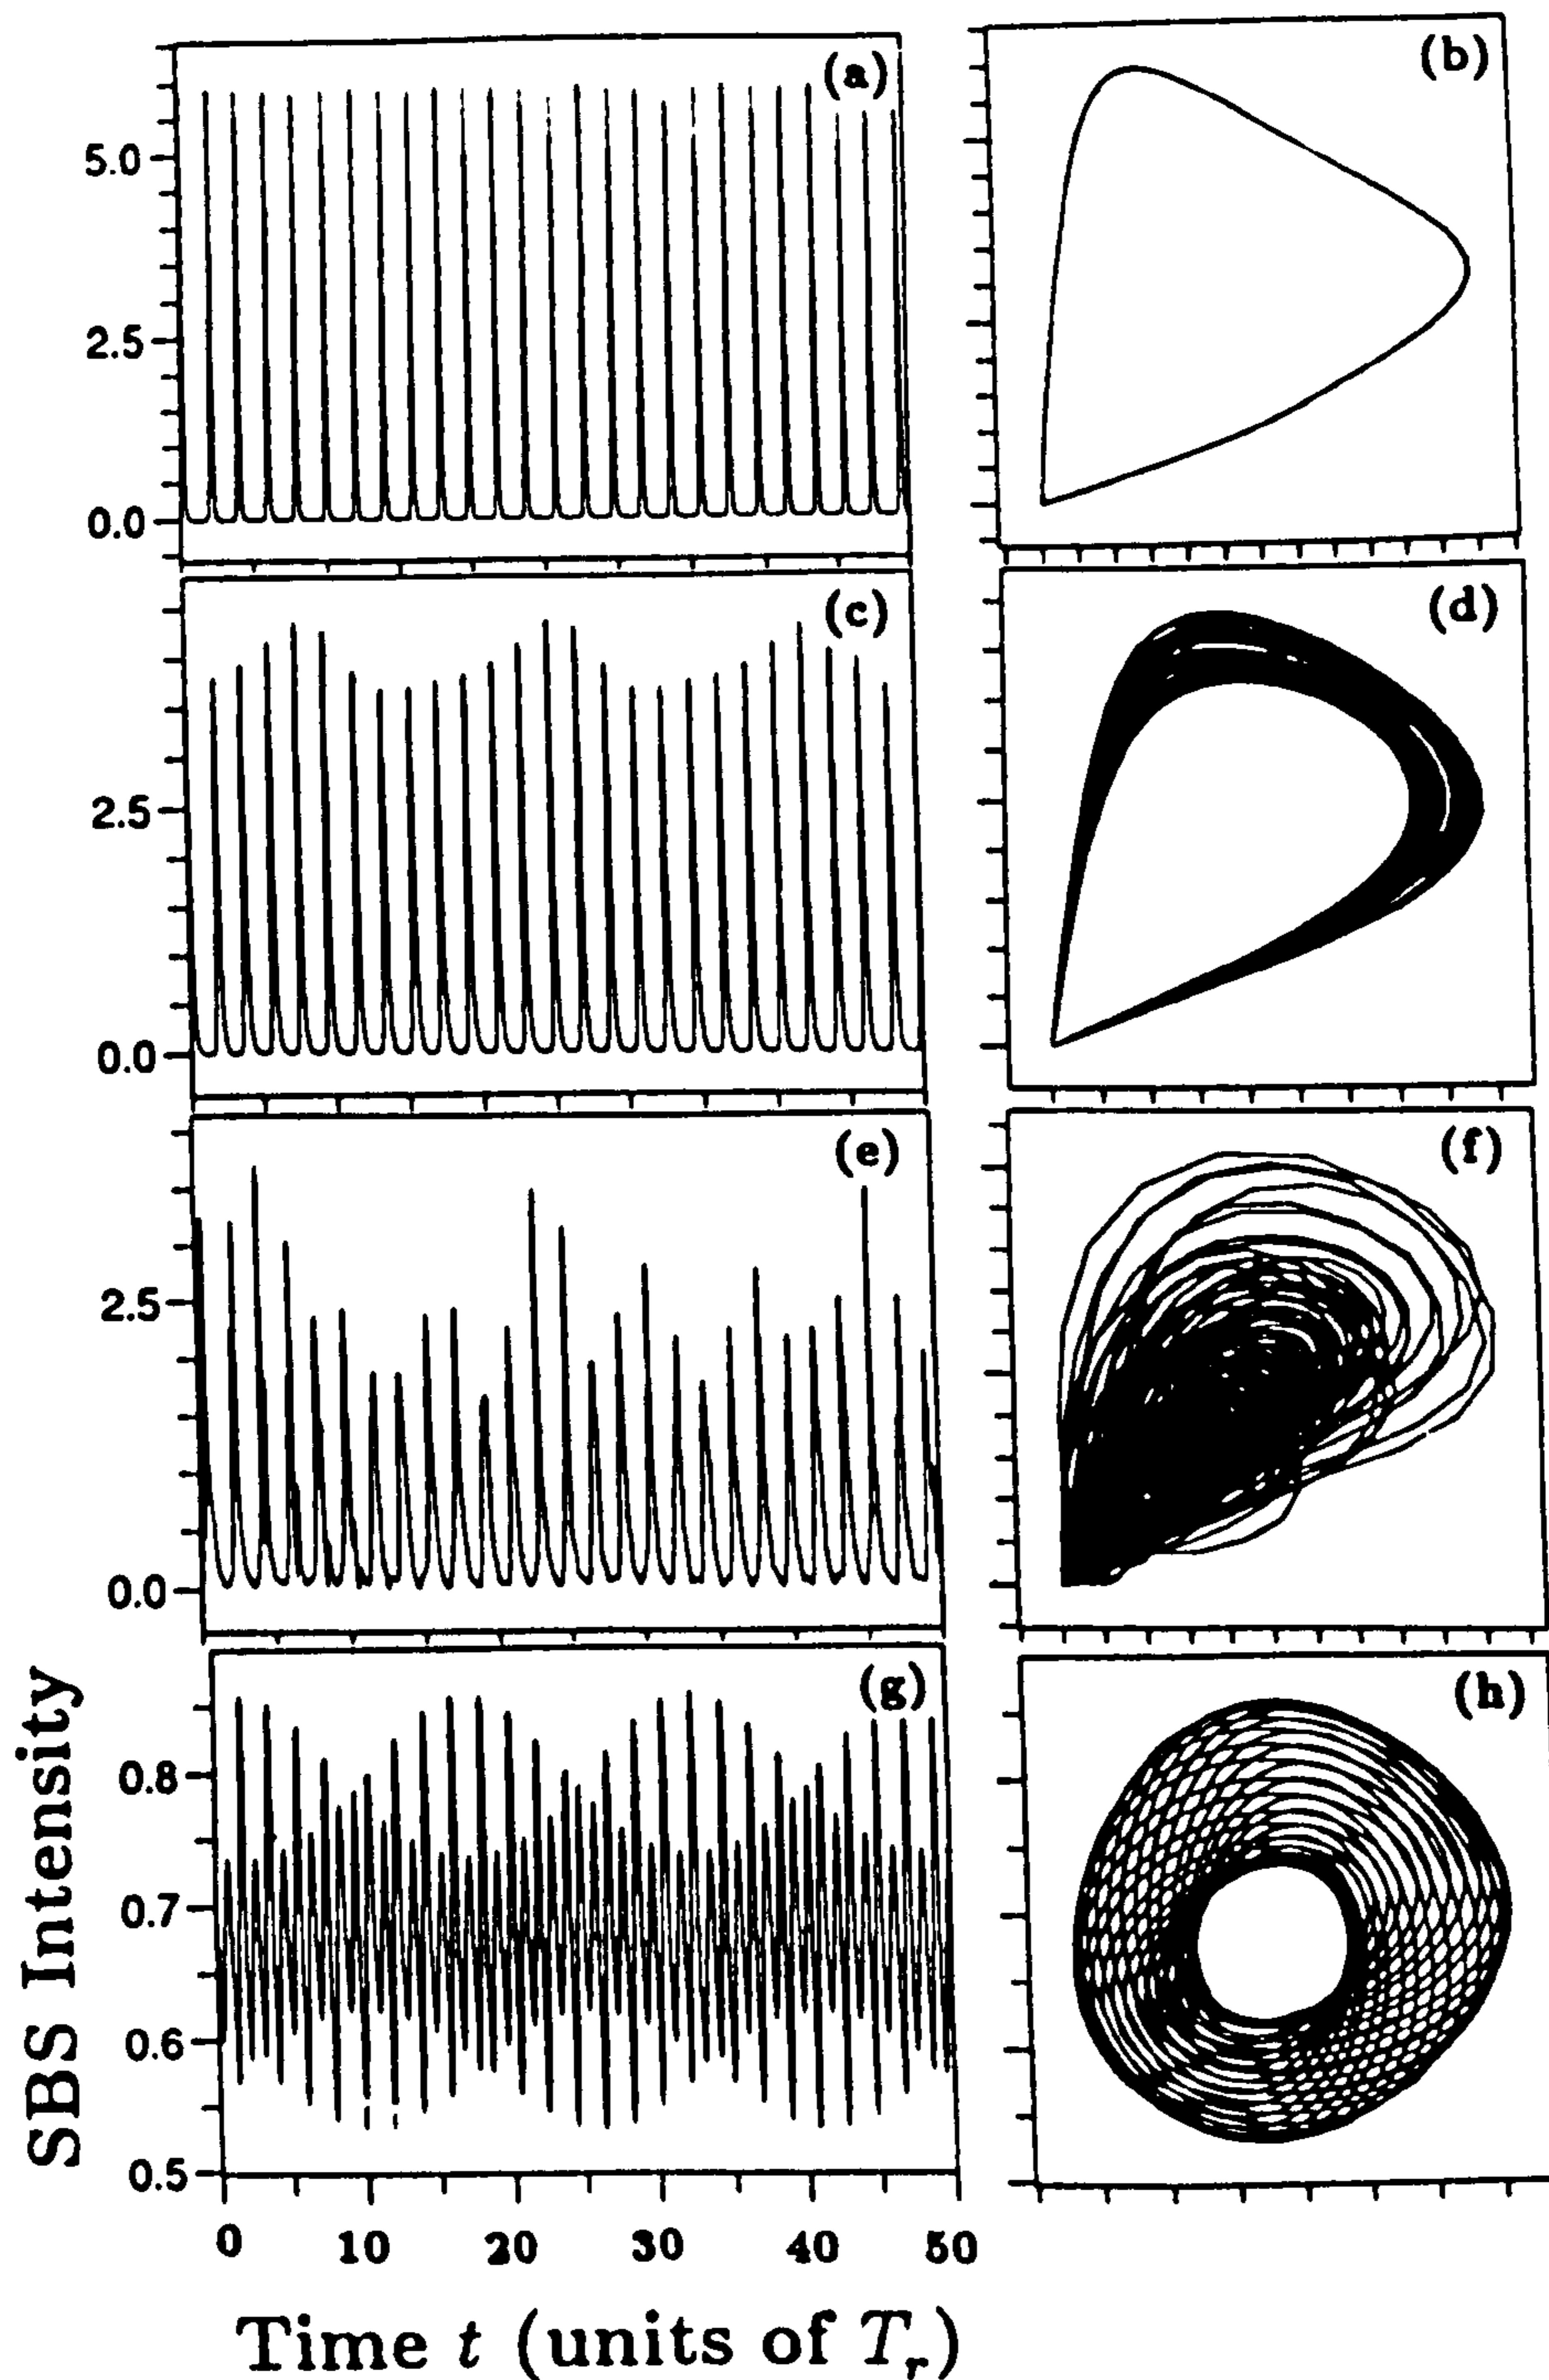 (a)
(b)
5.0
2.5
0.0
(c)
(d)
2.5
0.0
(e)
(f)
2.5
0.0
(g)
(h)
0.8
0.7
0.6
0.5
SBS Intensity
0 10 20 30 40 50
Time t (units of T_r)